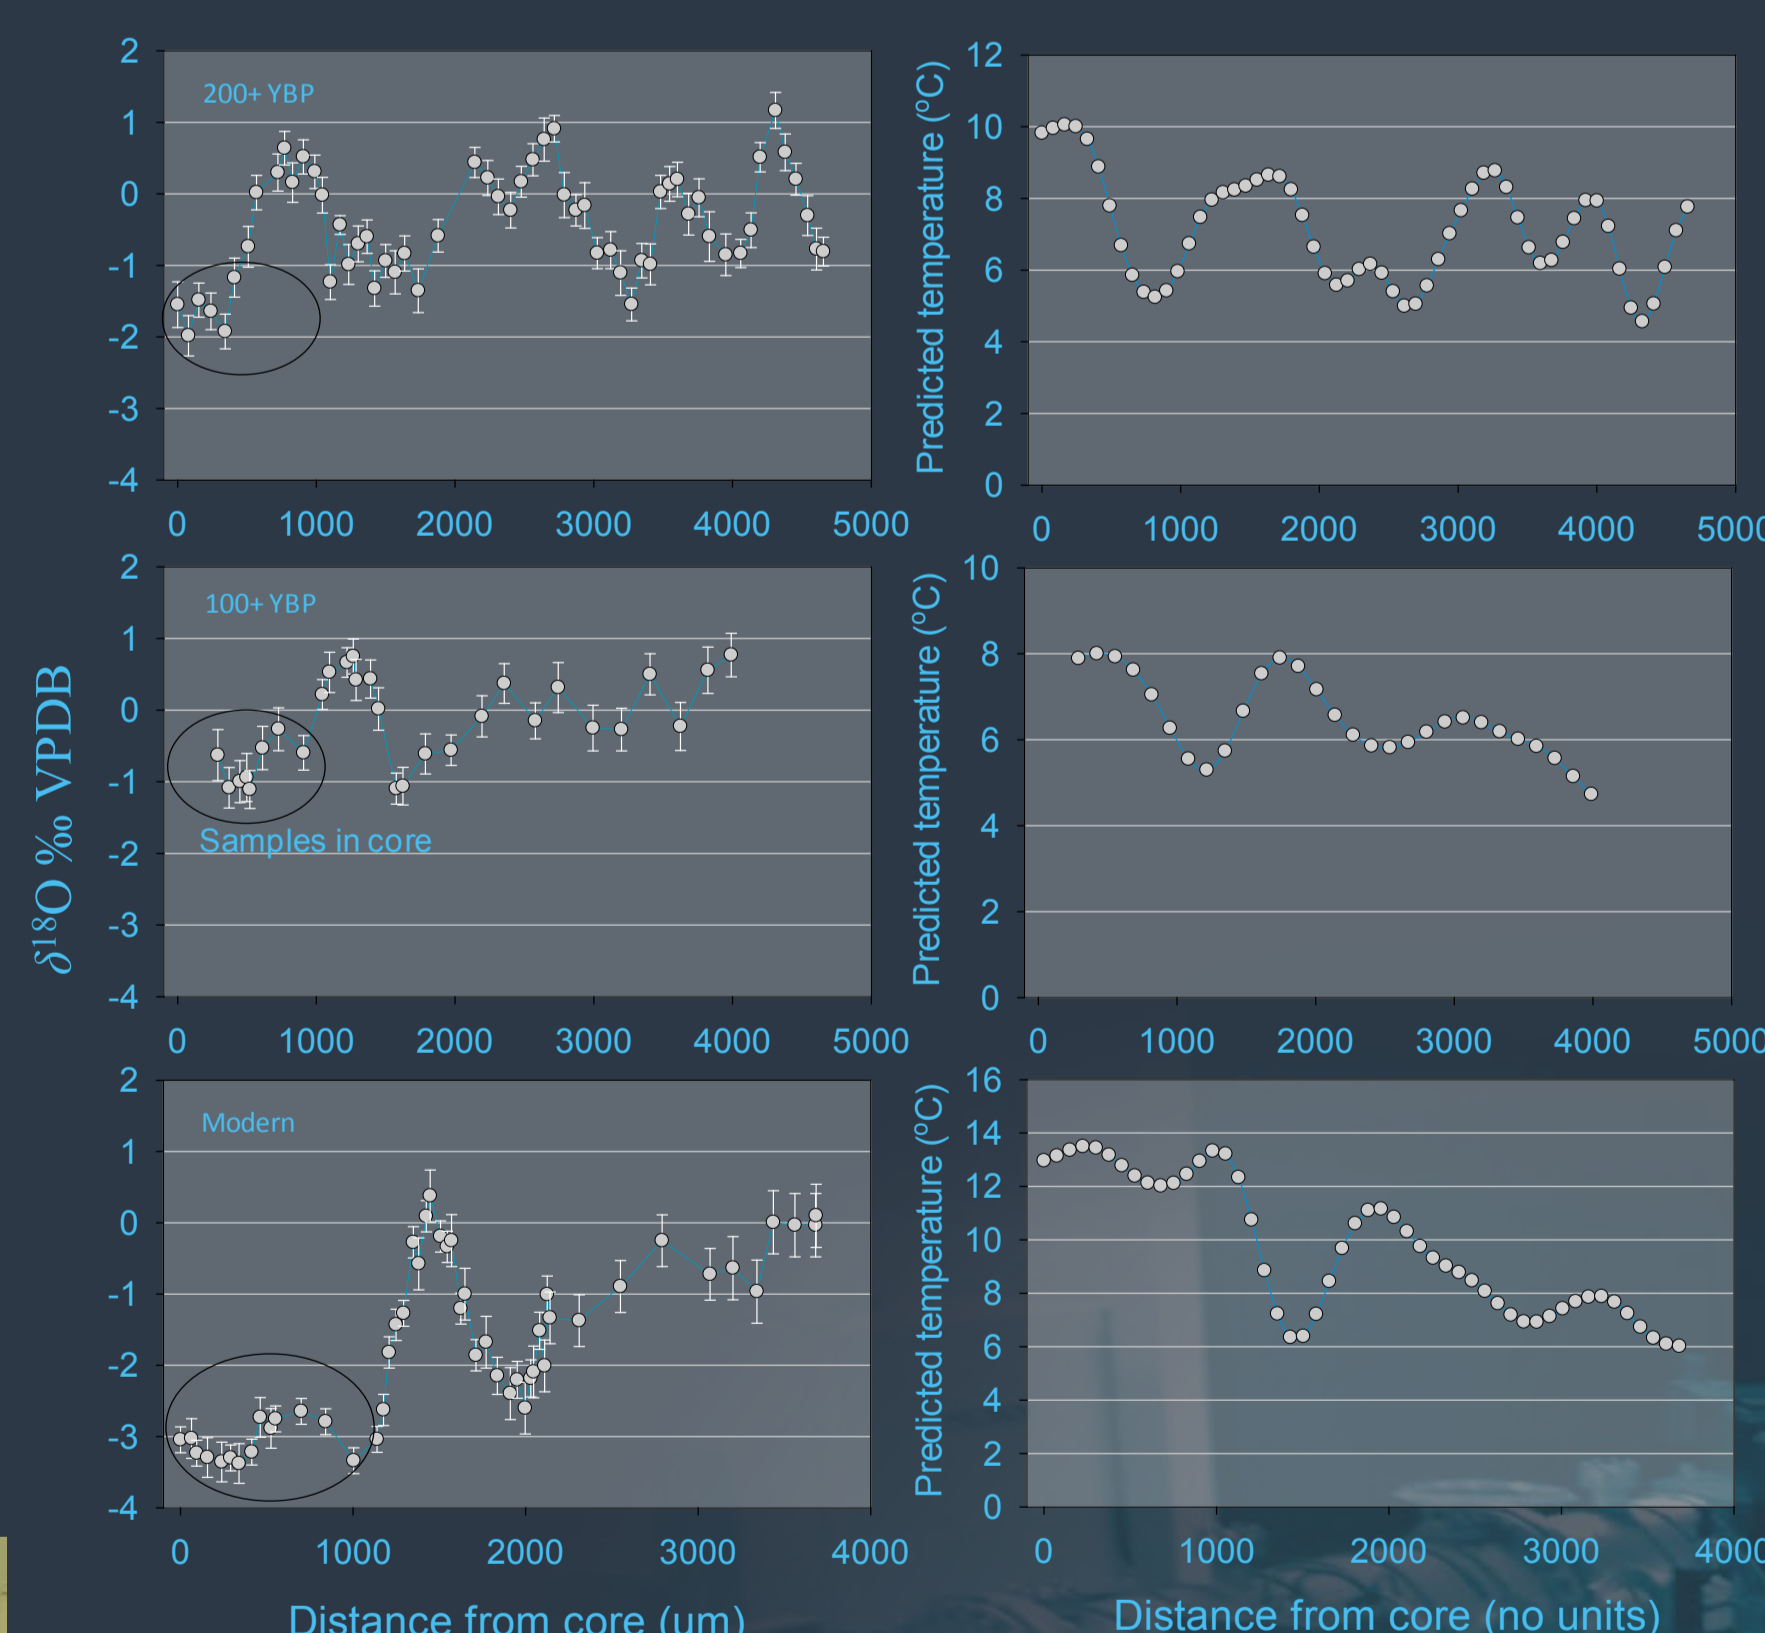 δ¹⁸O ‰ VPDB
200+ YBP
2
1
0
-1
-2
-3
-4
0 1000 2000 3000 4000 5000
Predicted temperature (ºC)
12
10
8
6
4
2
0
0 1000 2000 3000 4000 5000
100+ YBP
Samples in core
2
1
0
-1
-2
-3
-4
0 1000 2000 3000 4000 5000
Predicted temperature (ºC)
10
8
6
4
2
0
0 1000 2000 3000 4000 5000
Modern
2
1
0
-1
-2
-3
-4
0 1000 2000 3000 4000
Distance from core (um)
Predicted temperature (ºC)
16
14
12
10
8
6
4
2
0
0 1000 2000 3000 4000
Distance from core (no units)